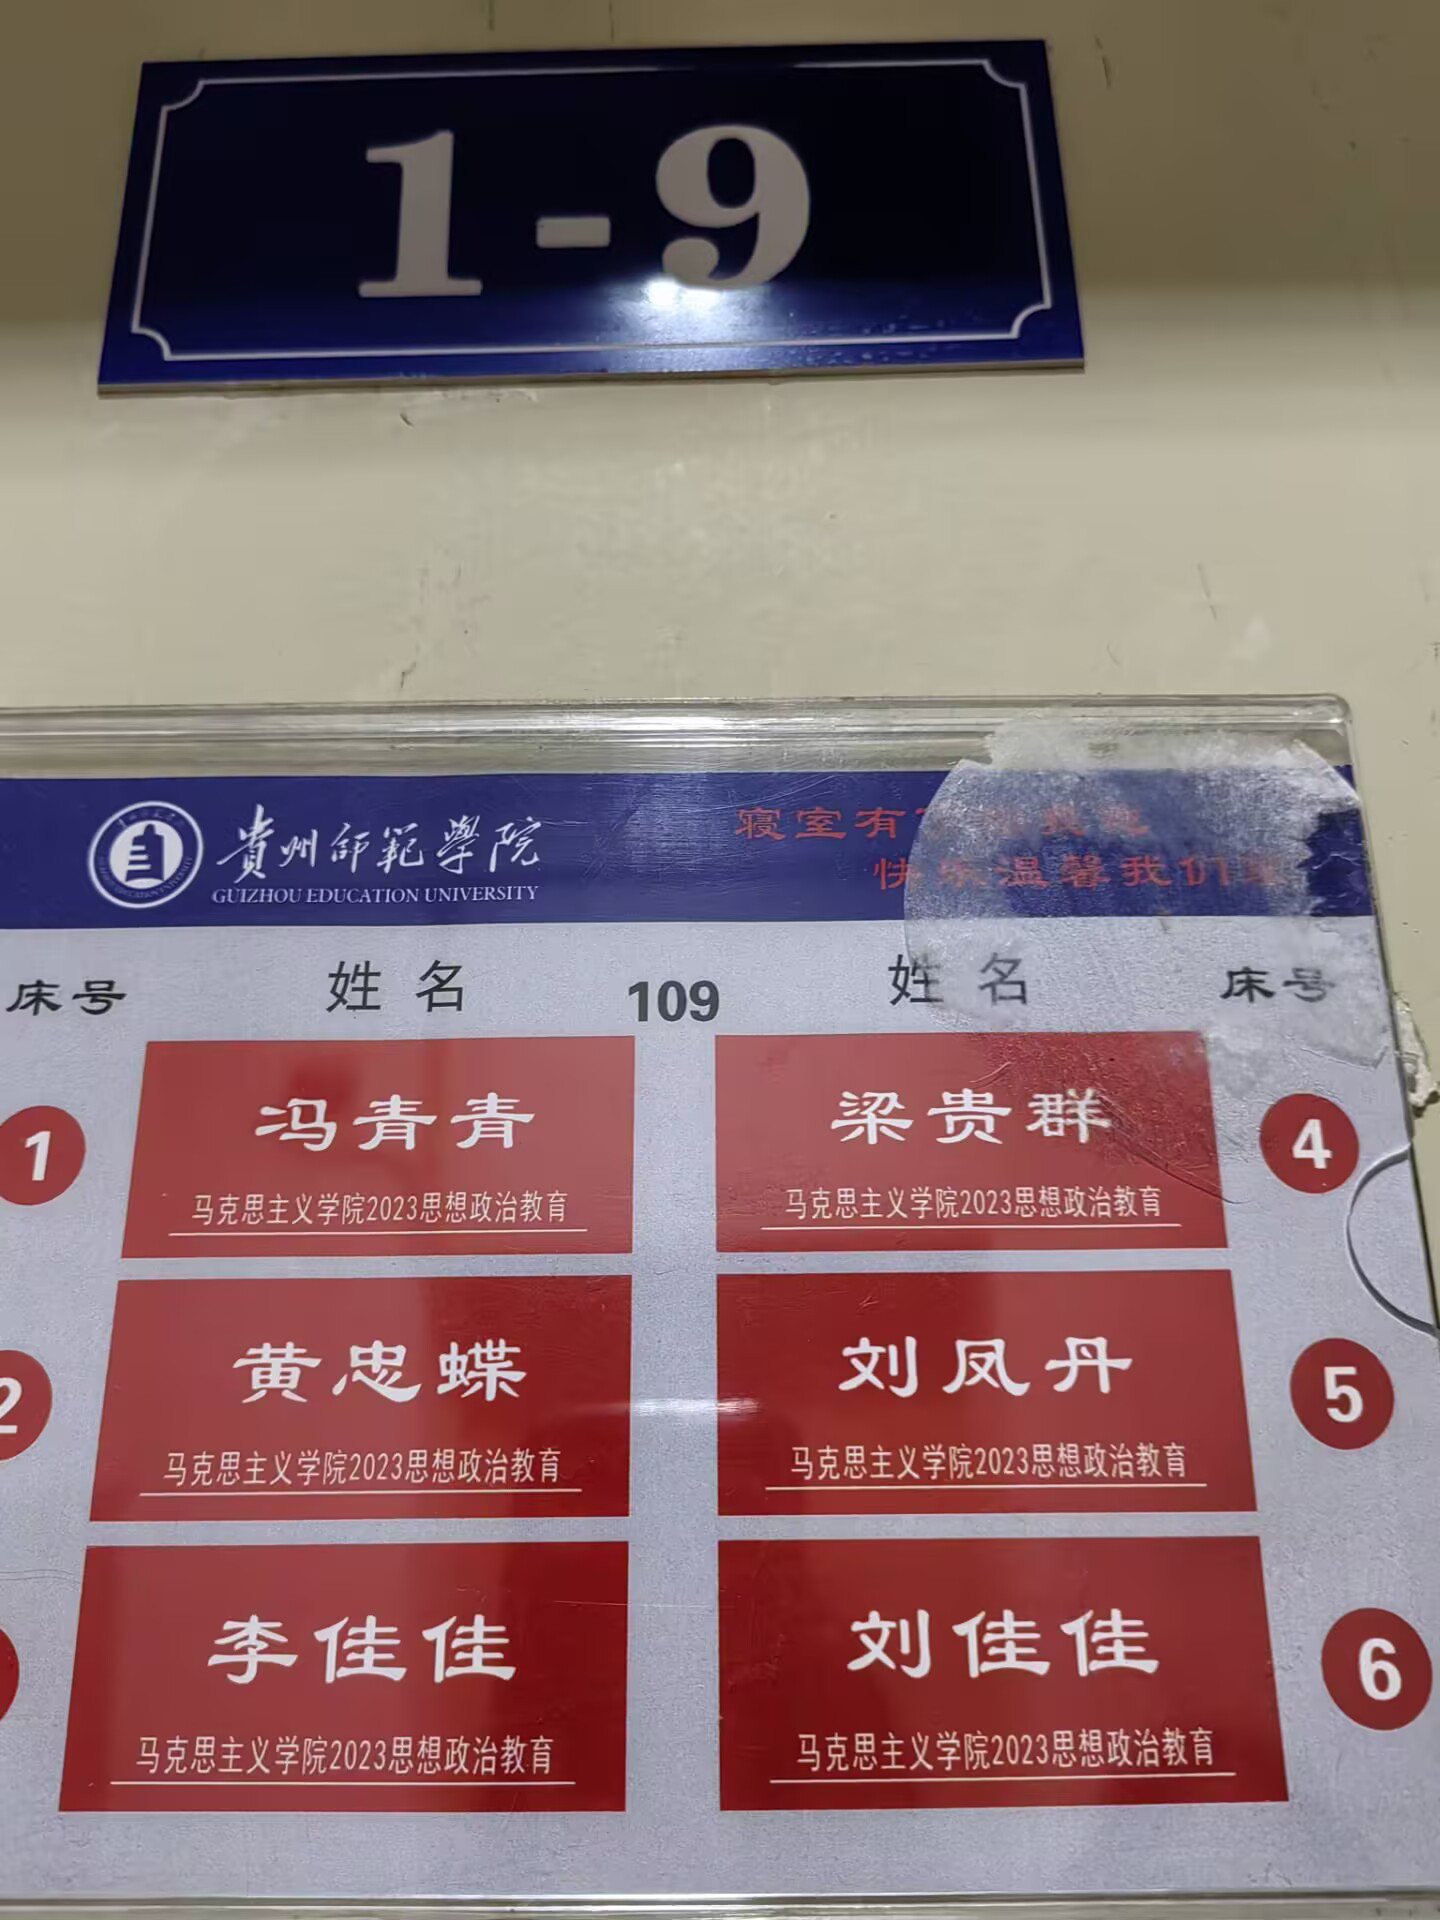 1-9
貴州師範學院
GUIZHOU EDUCATION UNIVERSITY
寝室有
快乐温馨我们
床号 姓名 109 姓名 床号
1 冯青青 梁贵群 4
马克思主义学院2023思想政治教育 马克思主义学院2023思想政治教育
2 黄忠蝶 刘凤丹 5
马克思主义学院2023思想政治教育 马克思主义学院2023思想政治教育
李佳佳 刘佳佳 6
马克思主义学院2023思想政治教育 马克思主义学院2023思想政治教育